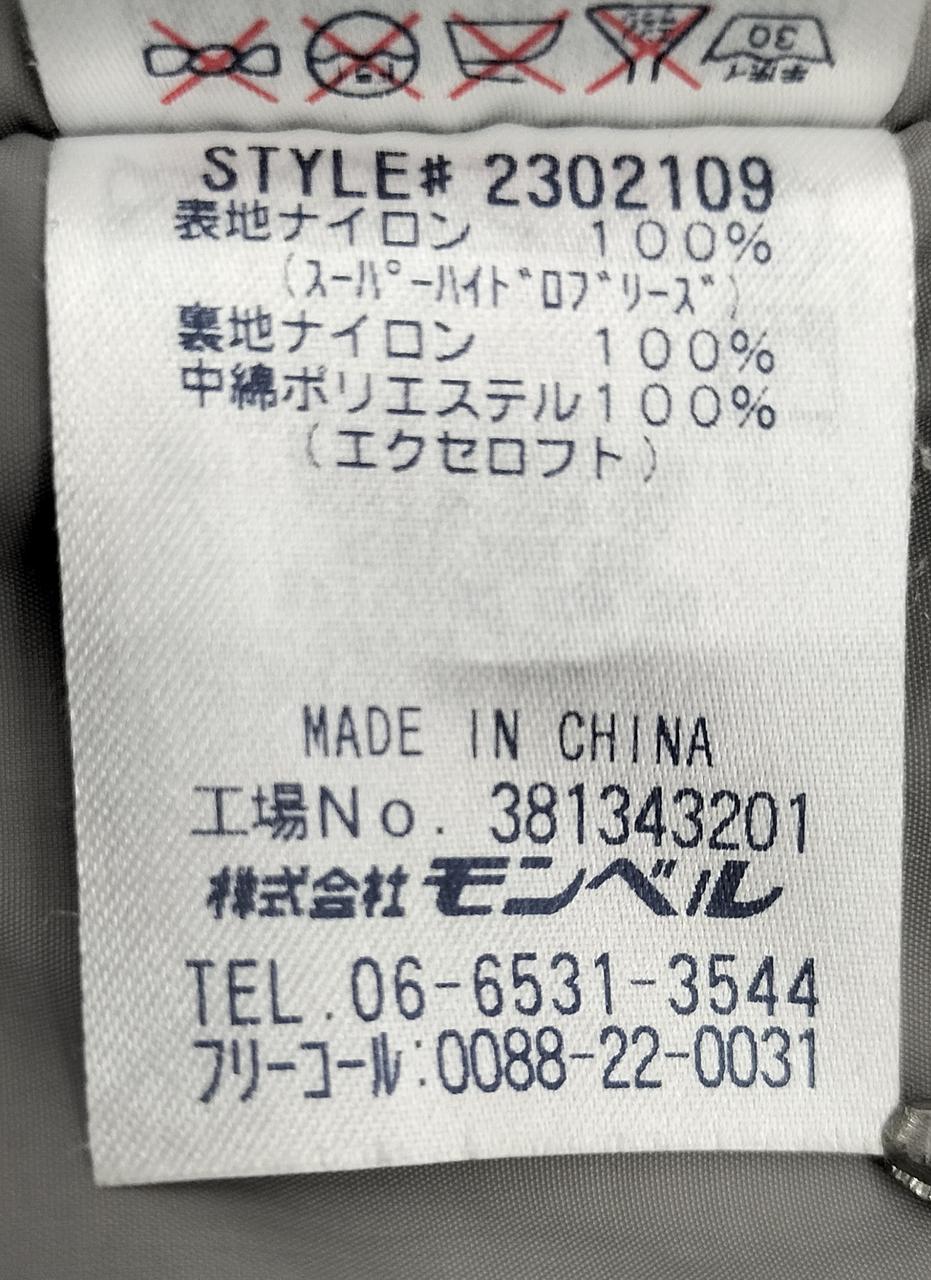 30
STYLE# 2302109
表地ナイロン 100%
(スーパーハイドロブリーズ)
裏地ナイロン 100%
中綿ポリエステル100%
(エクセロフト)
MADE IN CHINA
工場No. 381343201
株式会社モンベル
TEL.06-6531-3544
フリーコール:0088-22-0031